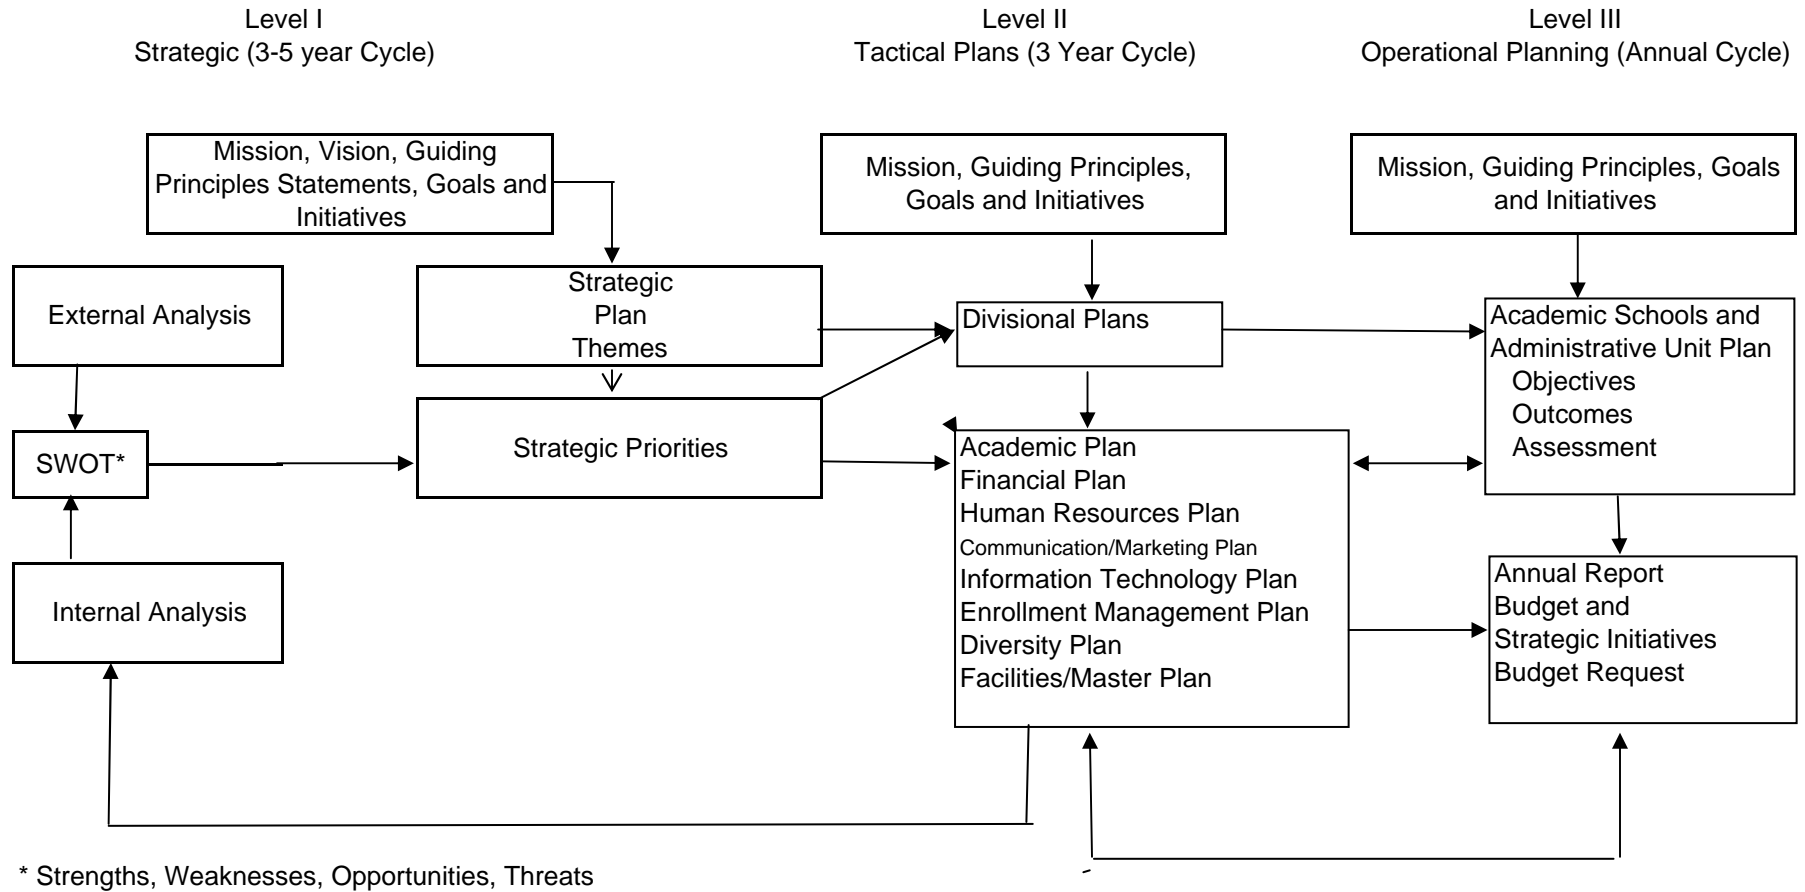 Level I
Strategic (3-5 year Cycle)
Level II
Tactical Plans (3 Year Cycle)
Level III
Operational Planning (Annual Cycle)
Mission, Vision, Guiding
Principles Statements, Goals and
Initiatives
Mission, Guiding Principles,
Goals and Initiatives
Mission, Guiding Principles, Goals
and Initiatives
External Analysis
Strategic
Plan
Themes
Divisional Plans
Academic Schools and
Administrative Unit Plan
Objectives
Outcomes
Assessment
SWOT*
Strategic Priorities
Academic Plan
Financial Plan
Human Resources Plan
Communication/Marketing Plan
Information Technology Plan
Enrollment Management Plan
Diversity Plan
Facilities/Master Plan
Internal Analysis
Annual Report
Budget and
Strategic Initiatives
Budget Request
* Strengths, Weaknesses, Opportunities, Threats